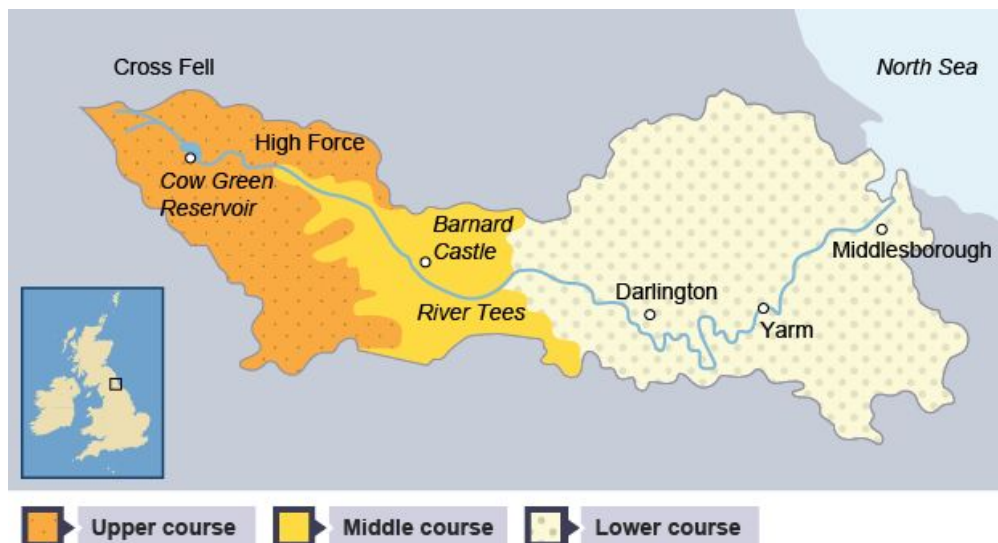 Cross Fell
North Sea
High Force
Cow Green
Reservoir
Barnard
Castle
Middlesborough
Darlington
River Tees
Yarm
Upper course
Middle course
Lower course